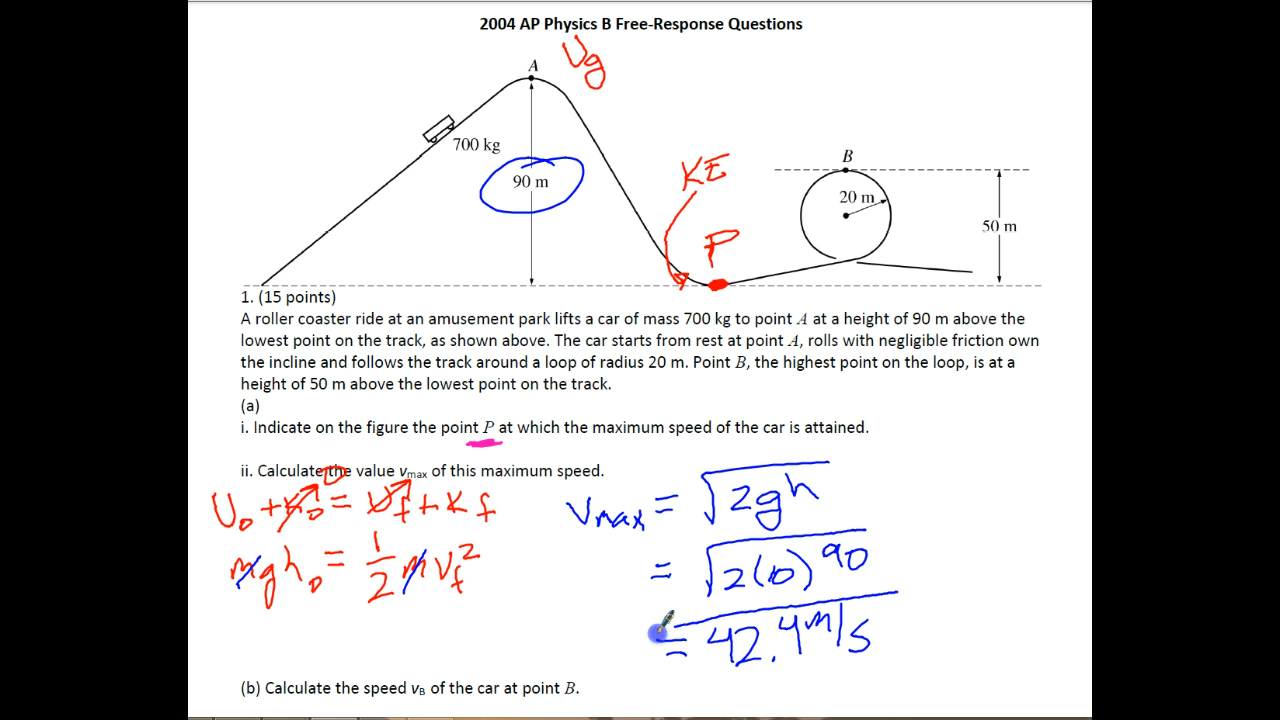 2004 AP Physics B Free-Response Questions
A
Ug
700 kg
90 m
KE
P
B
20 m
50 m
1. (15 points)
A roller coaster ride at an amusement park lifts a car of mass 700 kg to point A at a height of 90 m above the
lowest point on the track, as shown above. The car starts from rest at point A, rolls with negligible friction own
the incline and follows the track around a loop of radius 20 m. Point B, the highest point on the loop, is at a
height of 50 m above the lowest point on the track.
(a)
i. Indicate on the figure the point P at which the maximum speed of the car is attained.
ii. Calculate the value vmax of this maximum speed.
U0 + K0 = Uf + Kf
0
mgh0 = 1/2 mvf²
Vmax = √2gh
= √2(10)90
= 42.4 m/s
(b) Calculate the speed vB of the car at point B.